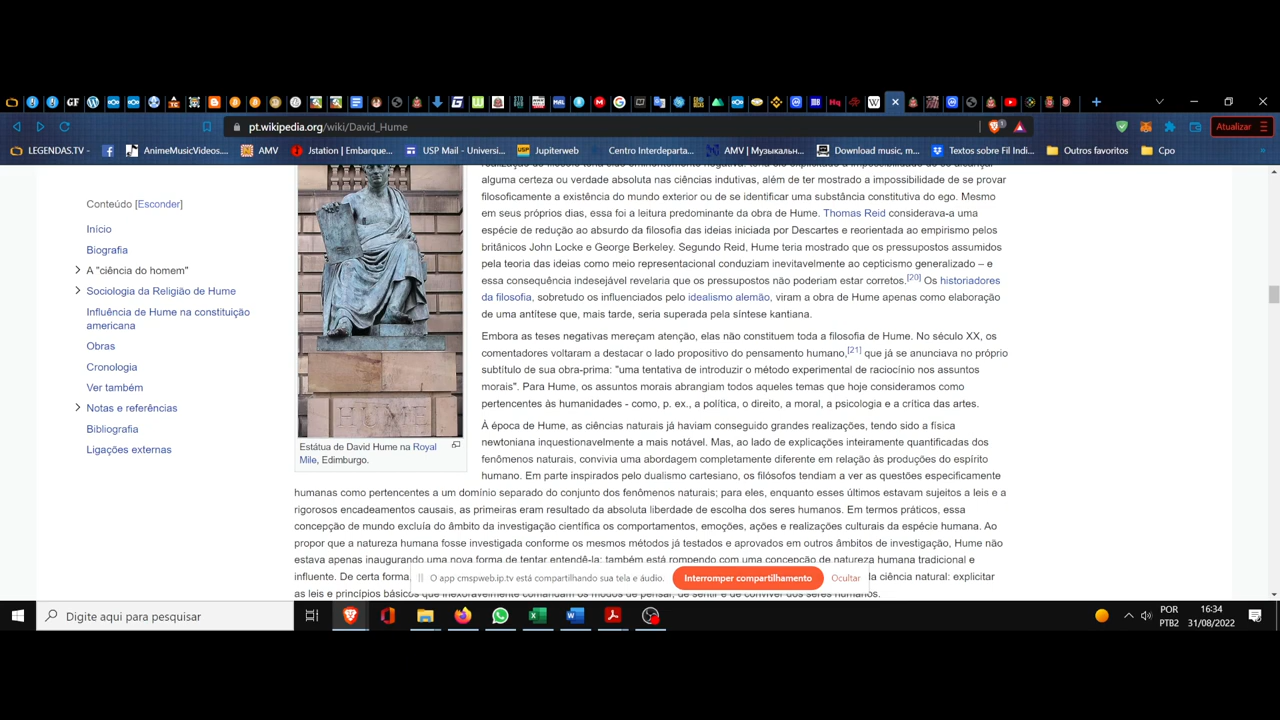 pt.wikipedia.org/wiki/David_Hume
Atualizar
LEGENDAS.TV -
AnimeMusicVideos....
AMV
Jstation | Embarque...
USP Mail - Universi...
Jupiterweb
Centro Interdeparta...
AMV | Музыкальн...
Download music, m...
Textos sobre Fil Indi...
Outros favoritos
Cpo
Conteúdo [Esconder]
Início
Biografia
A "ciência do homem"
Sociologia da Religião de Hume
Influência de Hume na constituição
americana
Obras
Cronologia
Ver também
Notas e referências
Bibliografia
Ligações externas
HUME
Estátua de David Hume na Royal
Mile, Edimburgo.
alguma certeza ou verdade absoluta nas ciências indutivas, além de ter mostrado a impossibilidade de se provar
filosoficamente a existência do mundo exterior ou de se identificar uma substância constitutiva do ego. Mesmo
em seus próprios dias, essa foi a leitura predominante da obra de Hume. Thomas Reid considerava-a uma
espécie de redução ao absurdo da filosofia das ideias iniciada por Descartes e reorientada ao empirismo pelos
britânicos John Locke e George Berkeley. Segundo Reid, Hume teria mostrado que os pressupostos assumidos
pela teoria das ideias como meio representacional conduziam inevitavelmente ao cepticismo generalizado – e
essa consequência indesejável revelaria que os pressupostos não poderiam estar corretos.[20] Os historiadores
da filosofia, sobretudo os influenciados pelo idealismo alemão, viram a obra de Hume apenas como elaboração
de uma antítese que, mais tarde, seria superada pela síntese kantiana.
Embora as teses negativas mereçam atenção, elas não constituem toda a filosofia de Hume. No século XX, os
comentadores voltaram a destacar o lado propositivo do pensamento humano,[21] que já se anunciava no próprio
subtítulo de sua obra-prima: "uma tentativa de introduzir o método experimental de raciocínio nos assuntos
morais". Para Hume, os assuntos morais abrangiam todos aqueles temas que hoje consideramos como
pertencentes às humanidades - como, p. ex., a política, o direito, a moral, a psicologia e a crítica das artes.
À época de Hume, as ciências naturais já haviam conseguido grandes realizações, tendo sido a física
newtoniana inquestionavelmente a mais notável. Mas, ao lado de explicações inteiramente quantificadas dos
fenômenos naturais, convivia uma abordagem completamente diferente em relação às produções do espírito
humano. Em parte inspirados pelo dualismo cartesiano, os filósofos tendiam a ver as questões especificamente
humanas como pertencentes a um domínio separado do conjunto dos fenômenos naturais; para eles, enquanto esses últimos estavam sujeitos a leis e a
rigorosos encadeamentos causais, as primeiras eram resultado da absoluta liberdade de escolha dos seres humanos. Em termos práticos, essa
concepção de mundo excluía do âmbito da investigação científica os comportamentos, emoções, ações e realizações culturais da espécie humana. Ao
propor que a natureza humana fosse investigada conforme os mesmos métodos já testados e aprovados em outros âmbitos de investigação, Hume não
estava apenas inaugurando uma nova forma de tentar entendê-la: também está rompendo com uma concepção de natureza humana tradicional e
influente. De certa forma, a ciência natural: explicitar
as leis e princípios básicos que inexoravelmente comandam os modos de pensar, de sentir e de conviver dos seres humanos.
O app cmspweb.ip.tv está compartilhando sua tela e áudio.
Interromper compartilhamento
Ocultar
Digite aqui para pesquisar
POR
PTB2
16:34
31/08/2022